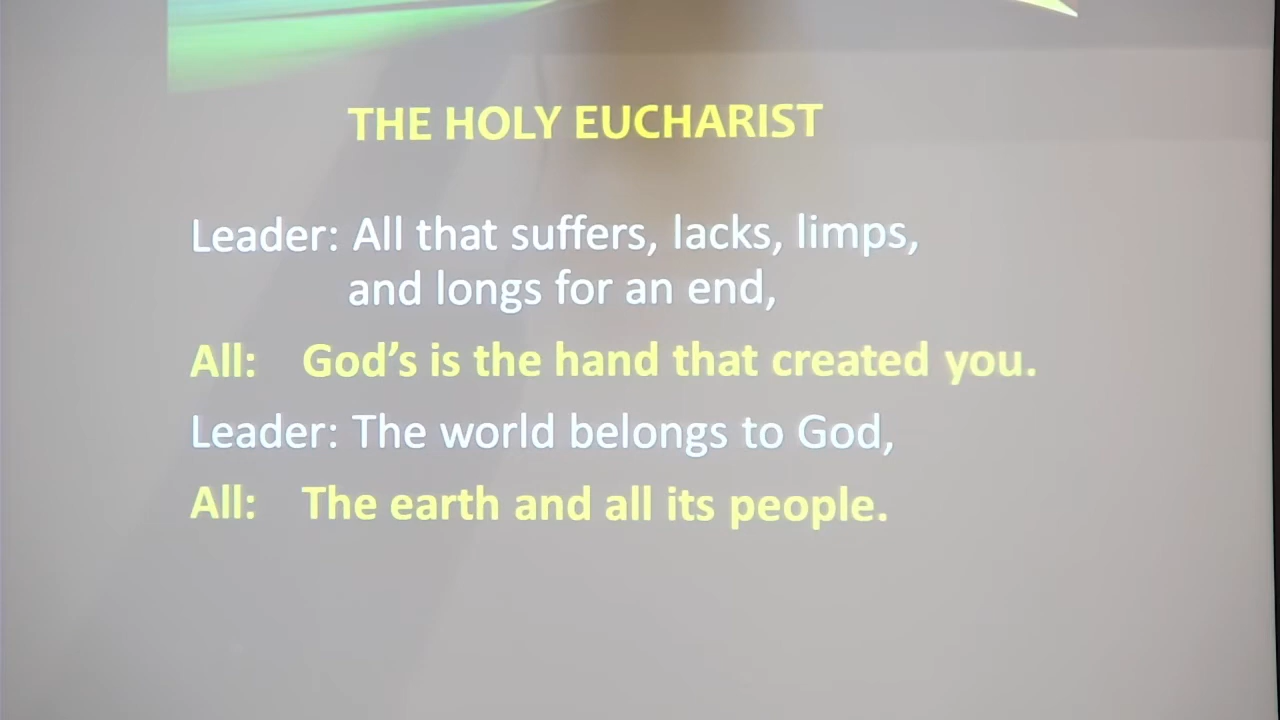 THE HOLY EUCHARIST
Leader: All that suffers, lacks, limps,
and longs for an end,
All: God’s is the hand that created you.
Leader: The world belongs to God,
All: The earth and all its people.